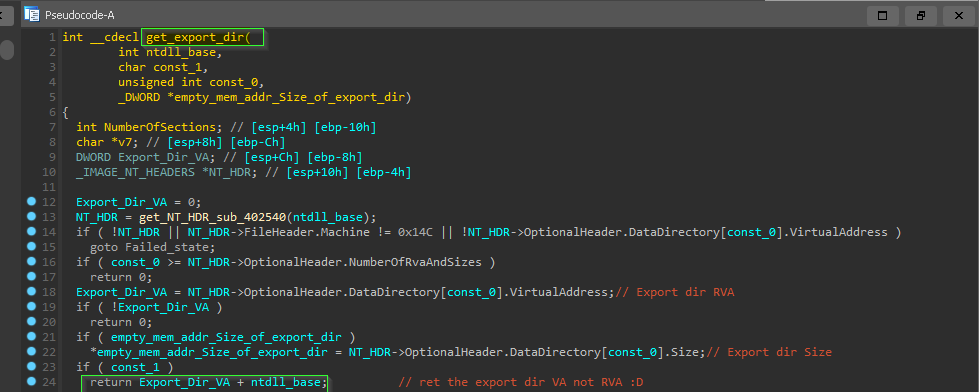 Pseudocode-A
1 int __cdecl get_export_dir(
2 int ntdll_base,
3 char const_1,
4 unsigned int const_0,
5 _DWORD *empty_mem_addr_Size_of_export_dir)
6 {
7 int NumberOfSections; // [esp+4h] [ebp-10h]
8 char *v7; // [esp+8h] [ebp-Ch]
9 DWORD Export_Dir_VA; // [esp+Ch] [ebp-8h]
10 _IMAGE_NT_HEADERS *NT_HDR; // [esp+10h] [ebp-4h]
11
12 Export_Dir_VA = 0;
13 NT_HDR = get_NT_HDR_sub_402540(ntdll_base);
14 if ( !NT_HDR || NT_HDR->FileHeader.Machine != 0x14C || !NT_HDR->OptionalHeader.DataDirectory[const_0].VirtualAddress )
15 goto Failed_state;
16 if ( const_0 >= NT_HDR->OptionalHeader.NumberOfRvaAndSizes )
17 return 0;
18 Export_Dir_VA = NT_HDR->OptionalHeader.DataDirectory[const_0].VirtualAddress;// Export dir RVA
19 if ( !Export_Dir_VA )
20 return 0;
21 if ( empty_mem_addr_Size_of_export_dir )
22 *empty_mem_addr_Size_of_export_dir = NT_HDR->OptionalHeader.DataDirectory[const_0].Size;// Export dir Size
23 if ( const_1 )
24 return Export_Dir_VA + ntdll_base; // ret the export dir VA not RVA :D